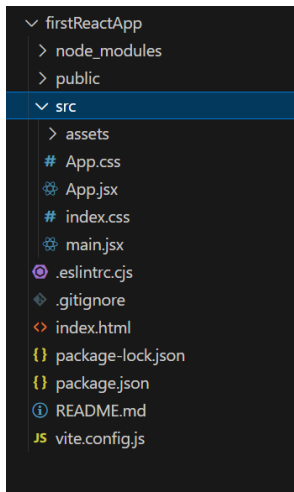 firstReactApp
node_modules
public
src
assets
# App.css
App.jsx
# index.css
main.jsx
.eslintrc.cjs
.gitignore
<> index.html
{} package-lock.json
{} package.json
README.md
JS vite.config.js